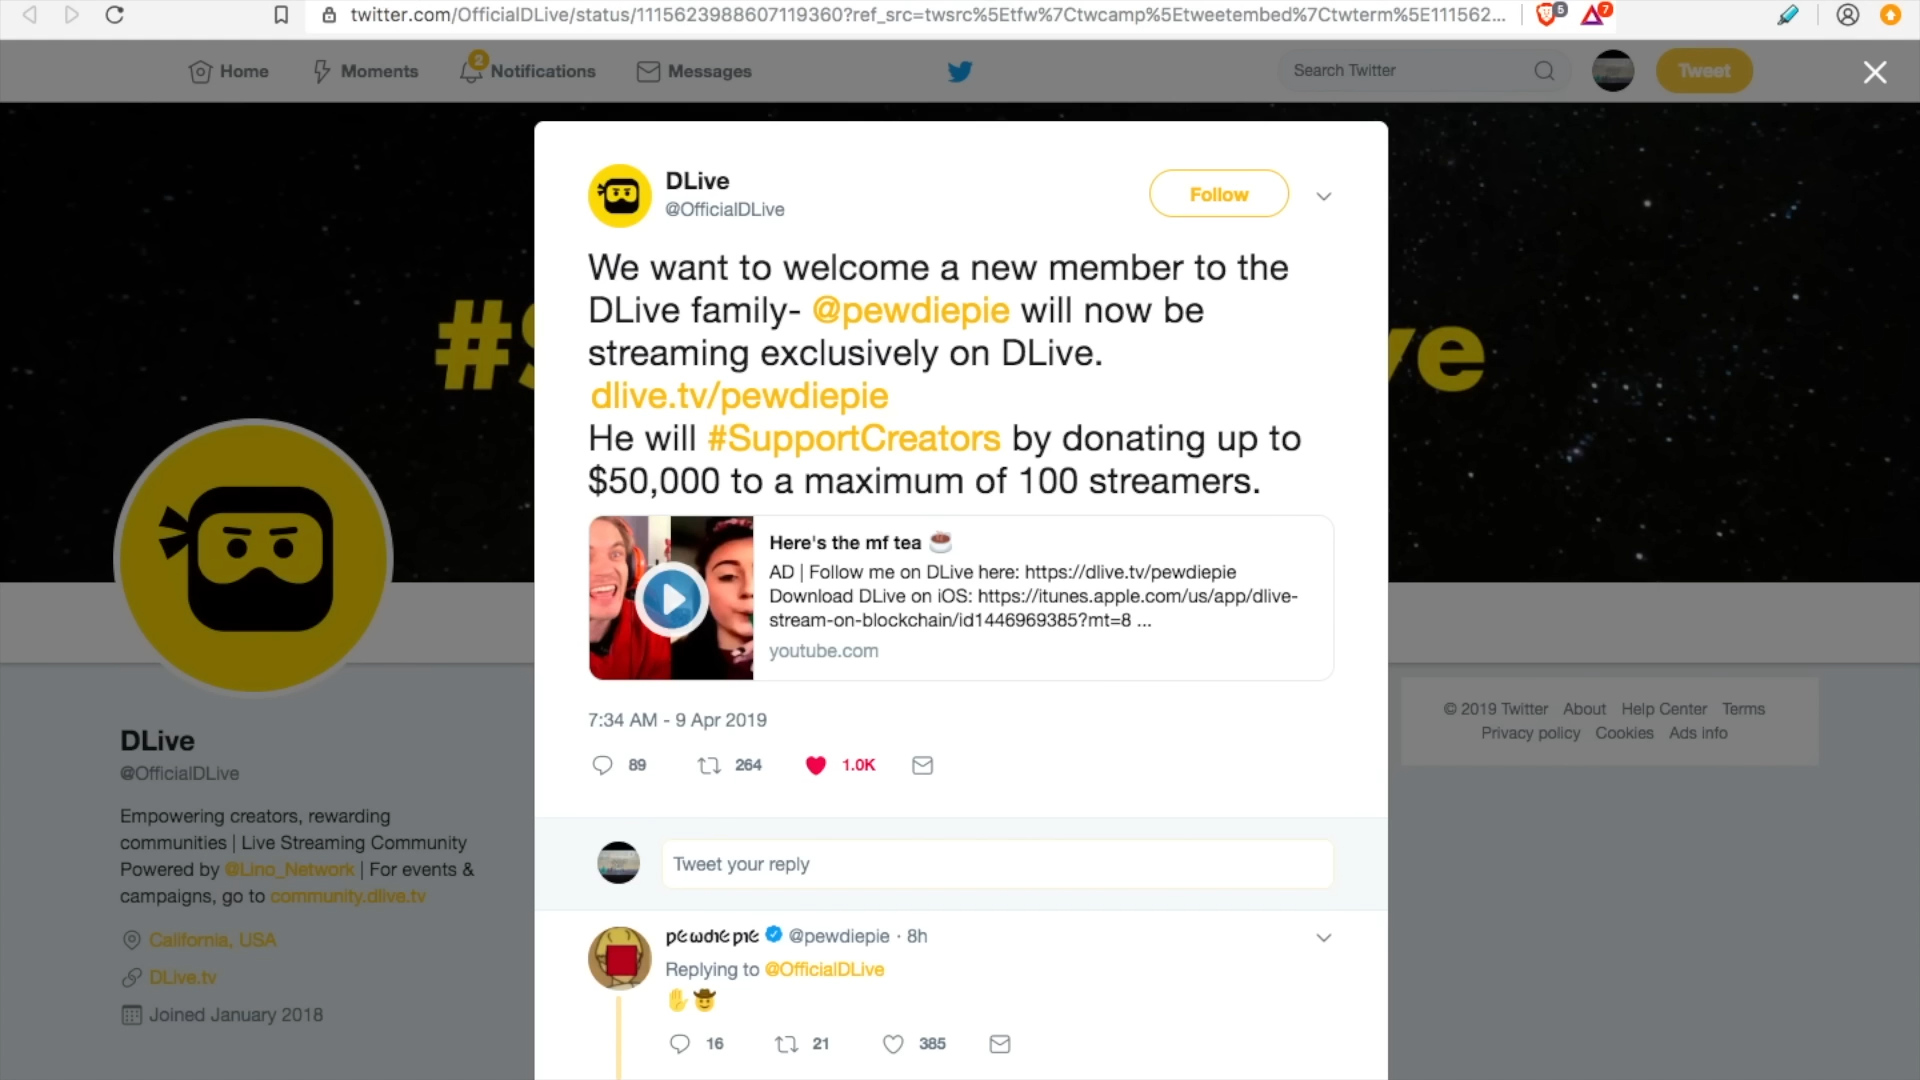 twitter.com/OfficialDLive/status/1115623988607119360?ref_src=twsrc%5Etfw%7Ctwcamp%5Etweetembed%7Ctwterm%5E111562...
5
7
Home
Moments
2
Notifications
Messages
Search Twitter
Tweet
DLive
@OfficialDLive
Follow
We want to welcome a new member to the
DLive family- @pewdiepie will now be
streaming exclusively on DLive.
dlive.tv/pewdiepie
He will #SupportCreators by donating up to
$50,000 to a maximum of 100 streamers.
Here's the mf tea ☕
AD | Follow me on DLive here: https://dlive.tv/pewdiepie
Download DLive on iOS: https://itunes.apple.com/us/app/dlive-
stream-on-blockchain/id1446969385?mt=8 ...
youtube.com
7:34 AM - 9 Apr 2019
89 264 1.0K
Tweet your reply
pewdiepie @pewdiepie · 8h
Replying to @OfficialDLive
✋🤠
16 21 385
DLive
@OfficialDLive
Empowering creators, rewarding
communities | Live Streaming Community
Powered by @Lino_Network | For events &
campaigns, go to community.dlive.tv
California, USA
DLive.tv
Joined January 2018
© 2019 Twitter About Help Center Terms
Privacy policy Cookies Ads info